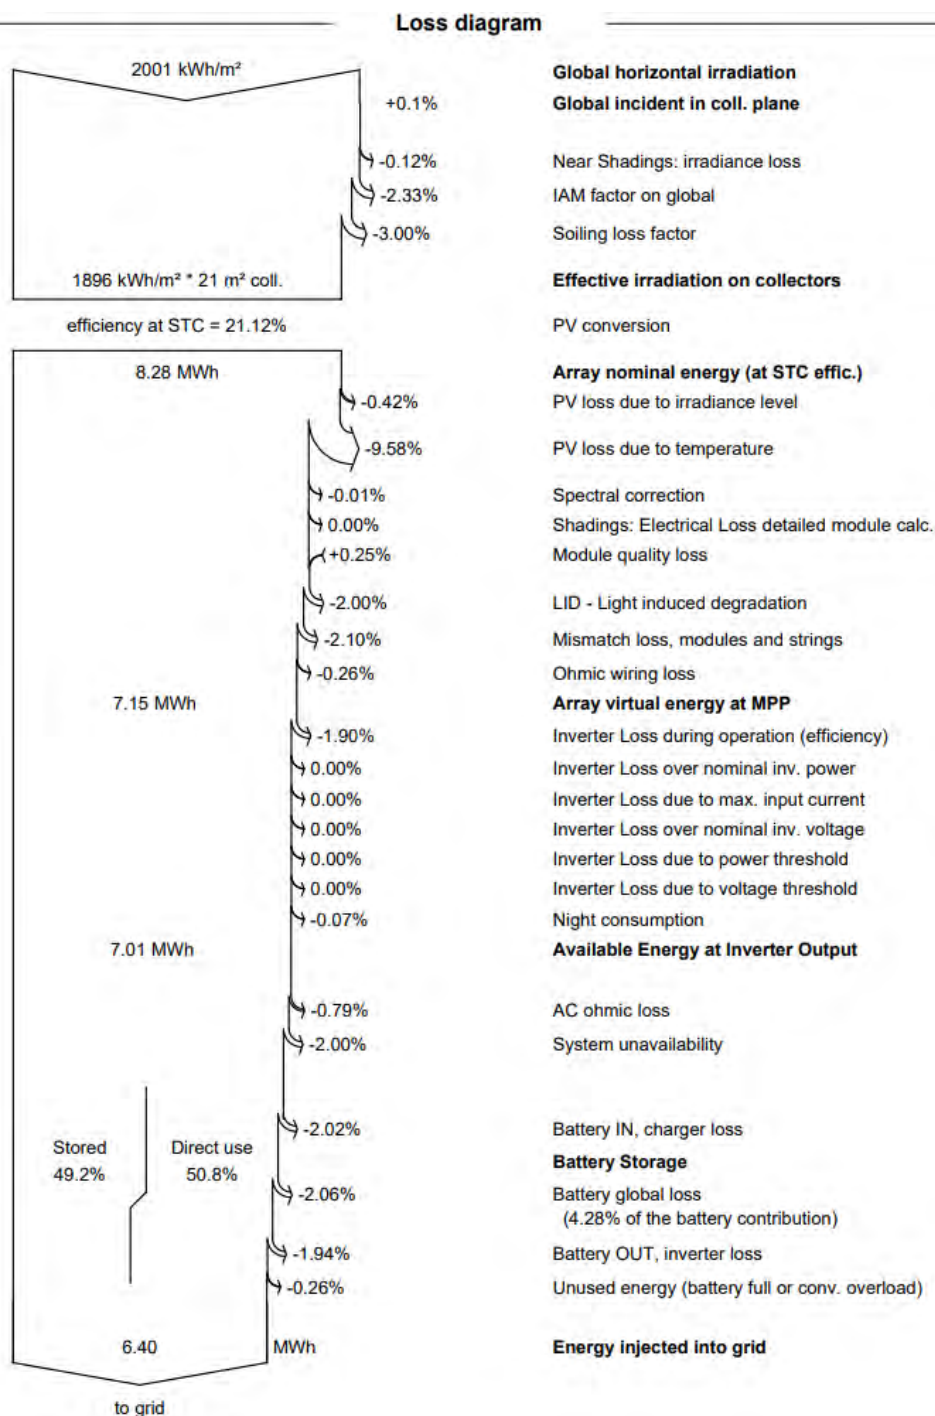 Loss diagram
2001 kWh/m² Global horizontal irradiation
+0.1% Global incident in coll. plane
-0.12% Near Shadings: irradiance loss
-2.33% IAM factor on global
-3.00% Soiling loss factor
1896 kWh/m² * 21 m² coll. Effective irradiation on collectors
efficiency at STC = 21.12% PV conversion
8.28 MWh Array nominal energy (at STC effic.)
-0.42% PV loss due to irradiance level
-9.58% PV loss due to temperature
-0.01% Spectral correction
0.00% Shadings: Electrical Loss detailed module calc.
+0.25% Module quality loss
-2.00% LID - Light induced degradation
-2.10% Mismatch loss, modules and strings
-0.26% Ohmic wiring loss
7.15 MWh Array virtual energy at MPP
-1.90% Inverter Loss during operation (efficiency)
0.00% Inverter Loss over nominal inv. power
0.00% Inverter Loss due to max. input current
0.00% Inverter Loss over nominal inv. voltage
0.00% Inverter Loss due to power threshold
0.00% Inverter Loss due to voltage threshold
-0.07% Night consumption
7.01 MWh Available Energy at Inverter Output
-0.79% AC ohmic loss
-2.00% System unavailability
-2.02% Battery IN, charger loss
Stored Direct use Battery Storage
49.2% 50.8%
-2.06% Battery global loss
(4.28% of the battery contribution)
-1.94% Battery OUT, inverter loss
-0.26% Unused energy (battery full or conv. overload)
6.40 MWh Energy injected into grid
to grid